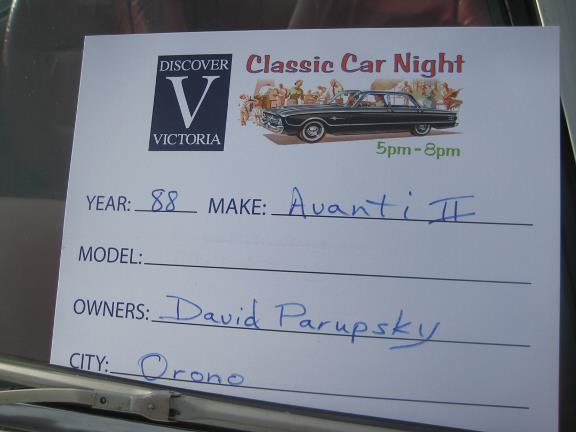 DISCOVER
V
VICTORIA
Classic Car Night
5pm-8pm
YEAR: 88 MAKE: Avanti II
MODEL:
OWNERS: David Parupsky
CITY: Orono